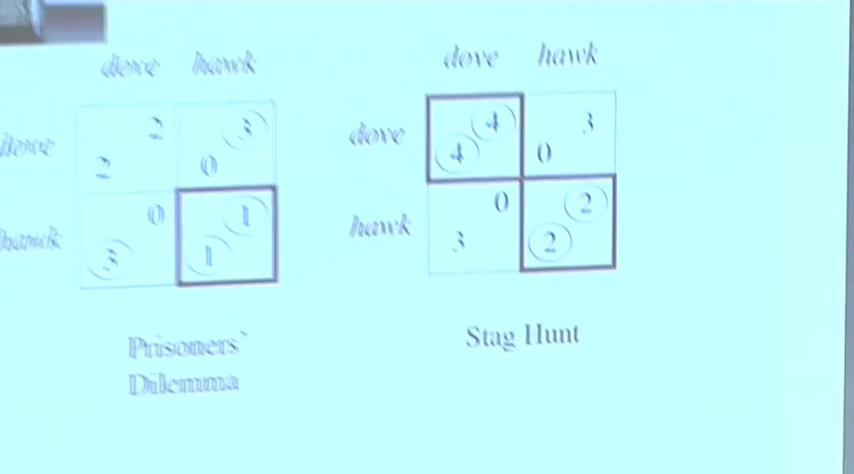 dove hawk
dove
2 3
2 0
hawk
0 1
3 1
Prisoners`
Dilemma
dove hawk
dove
4 3
4 0
hawk
0 2
3 2
Stag Hunt